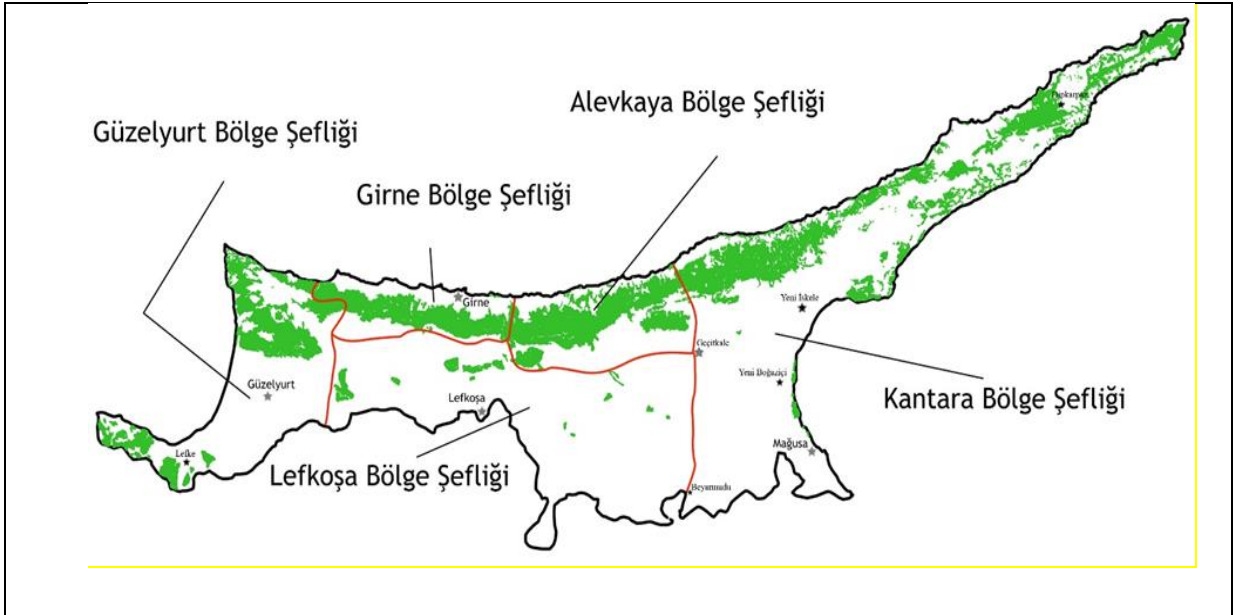 Alevkaya Bölge Şefliği
Güzelyurt Bölge Şefliği
Girne Bölge Şefliği
Girne
Yeni İskele
Geçitkale
Yeni Boğaziçi
Güzelyurt
Lefkoşa
Kantara Bölge Şefliği
Mağusa
Lefke
Lefkoşa Bölge Şefliği
Beyarmudu